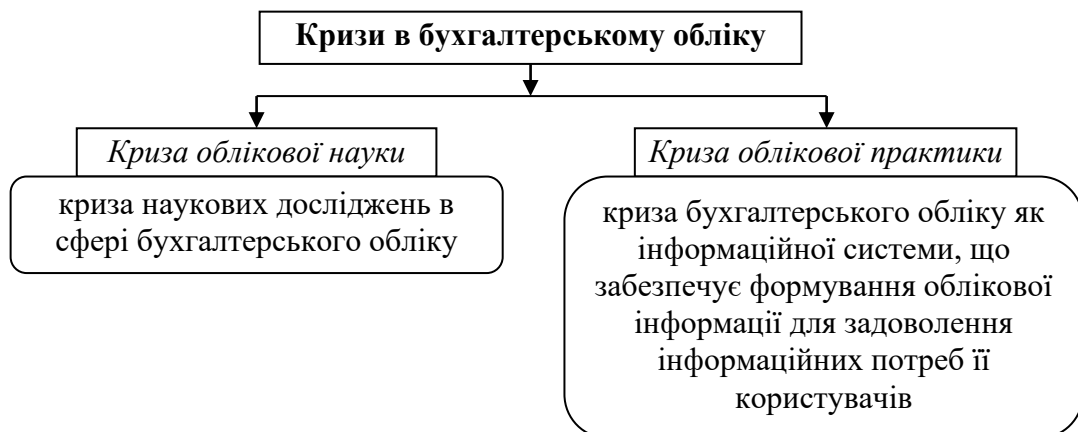 Кризи в бухгалтерському обліку
Криза облікової науки
криза наукових досліджень в
сфері бухгалтерського обліку
Криза облікової практики
криза бухгалтерського обліку як
інформаційної системи, що
забезпечує формування облікової
інформації для задоволення
інформаційних потреб її
користувачів